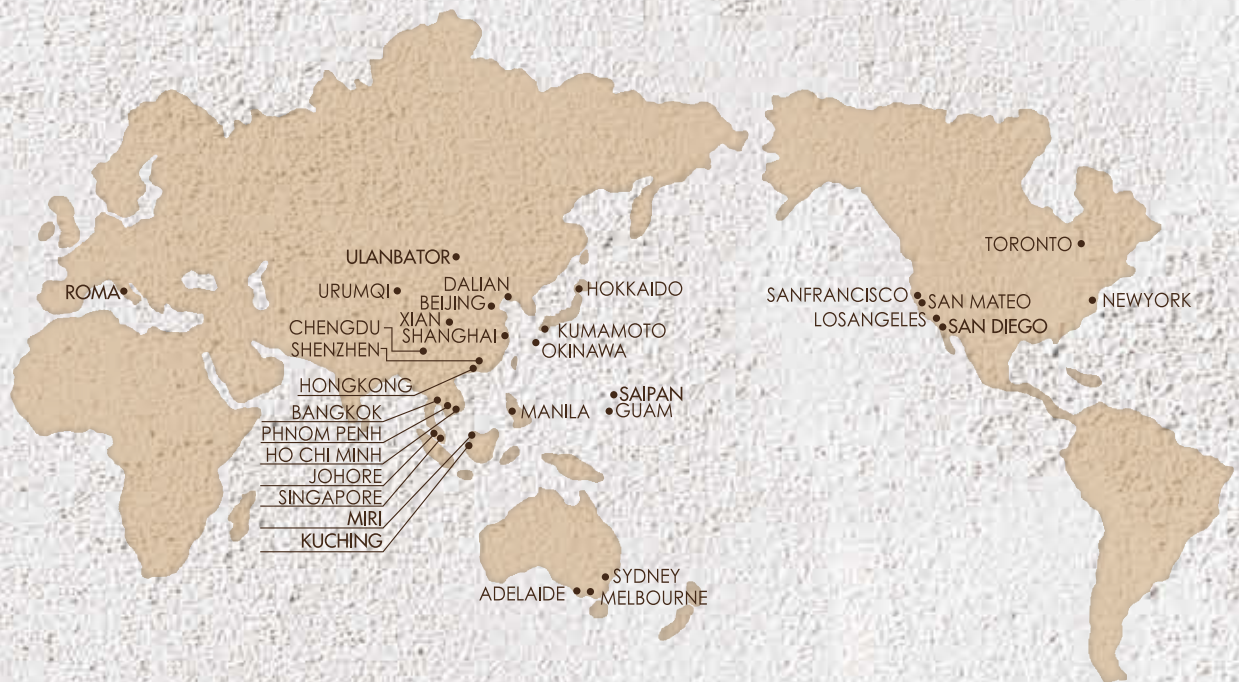 ULANBATOR
ROMA
URUMQI
DALIAN
BEIJING
HOKKAIDO
XIAN
CHENGDU
SHANGHAI
SHENZHEN
KUMAMOTO
OKINAWA
HONGKONG
BANGKOK
PHNOM PENH
HO CHI MINH
JOHORE
SINGAPORE
MIRI
KUCHING
MANILA
SAIPAN
GUAM
ADELAIDE
SYDNEY
MELBOURNE
TORONTO
SANFRANCISCO
SAN MATEO
LOSANGELES
SAN DIEGO
NEWYORK